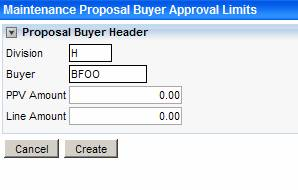 Maintenance Proposal Buyer Approval Limits
Proposal Buyer Header
Division H
Buyer BFOO
PPV Amount 0.00
Line Amount 0.00
Cancel Create